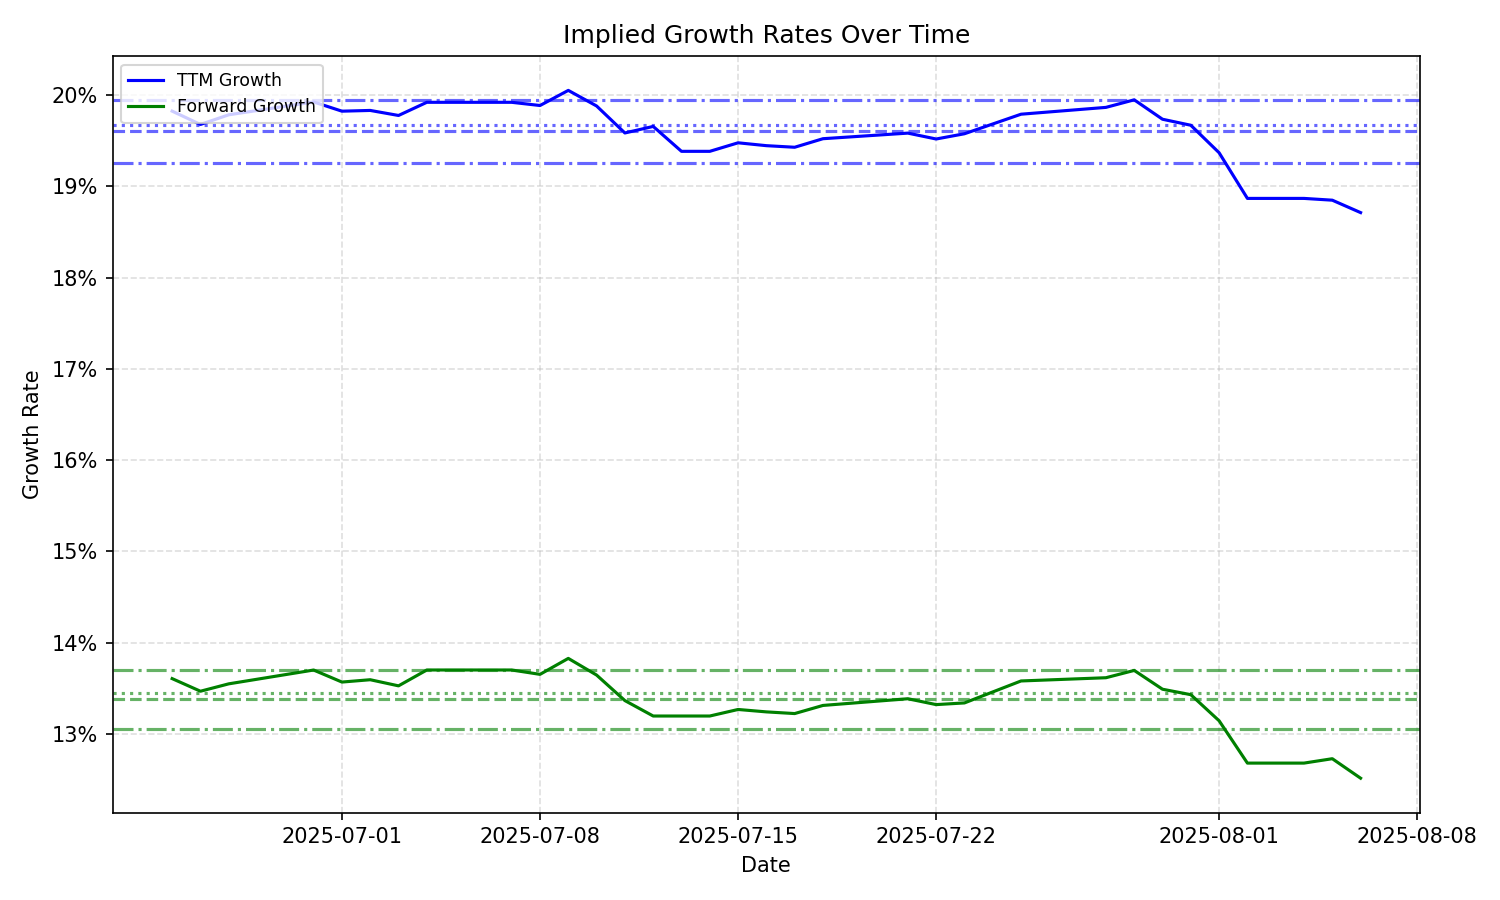 Implied Growth Rates Over Time
TTM Growth
Forward Growth
20%
19%
18%
17%
16%
15%
14%
13%
Growth Rate
2025-07-01
2025-07-08
2025-07-15
2025-07-22
2025-08-01
2025-08-08
Date